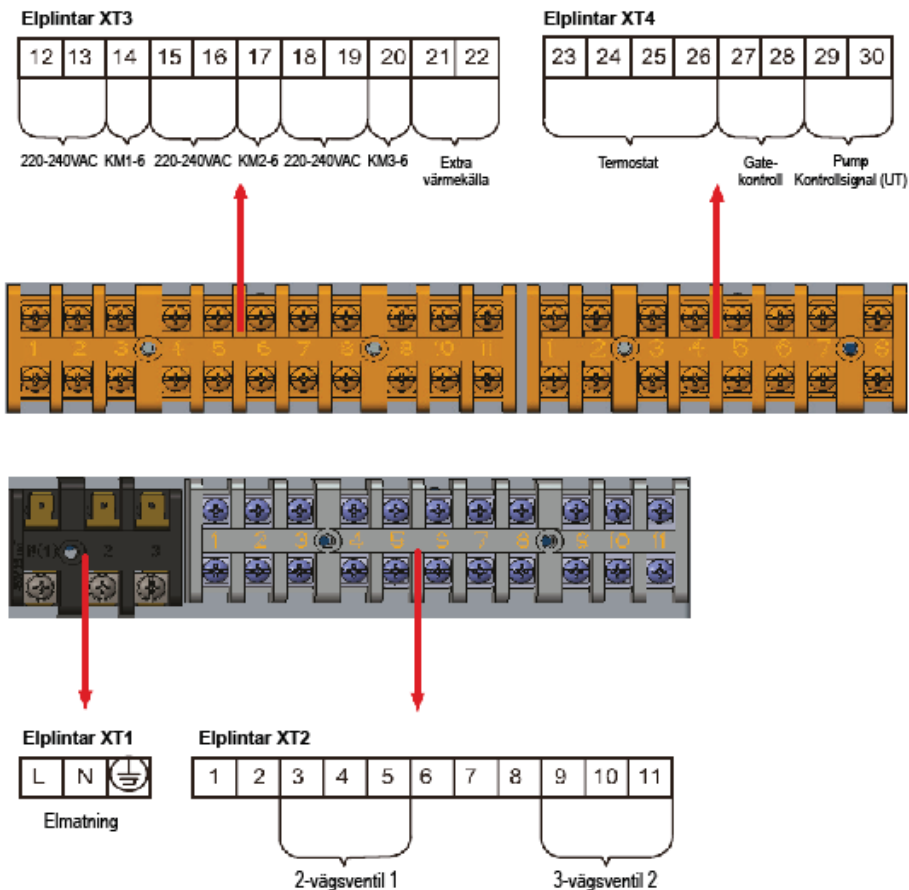 Elplintar XT3
12 13 14 15 16 17 18 19 20 21 22
220-240VAC KM1-6 220-240VAC KM2-6 220-240VAC KM3-6 Extra
värmekälla
Elplintar XT4
23 24 25 26 27 28 29 30
Termostat
Gate-
kontroll
Pump
Kontrollsignal (UT)
1 2 3 4 5 6 7 8 9 10 11
1 2 3 4 5 6 7 8
N(1) 2 3
1 2 3 4 5 6 7 8 9 10 11
Elplintar XT1
L N
Elmatning
Elplintar XT2
1 2 3 4 5 6 7 8 9 10 11
2-vägsventil 1
3-vägsventil 2